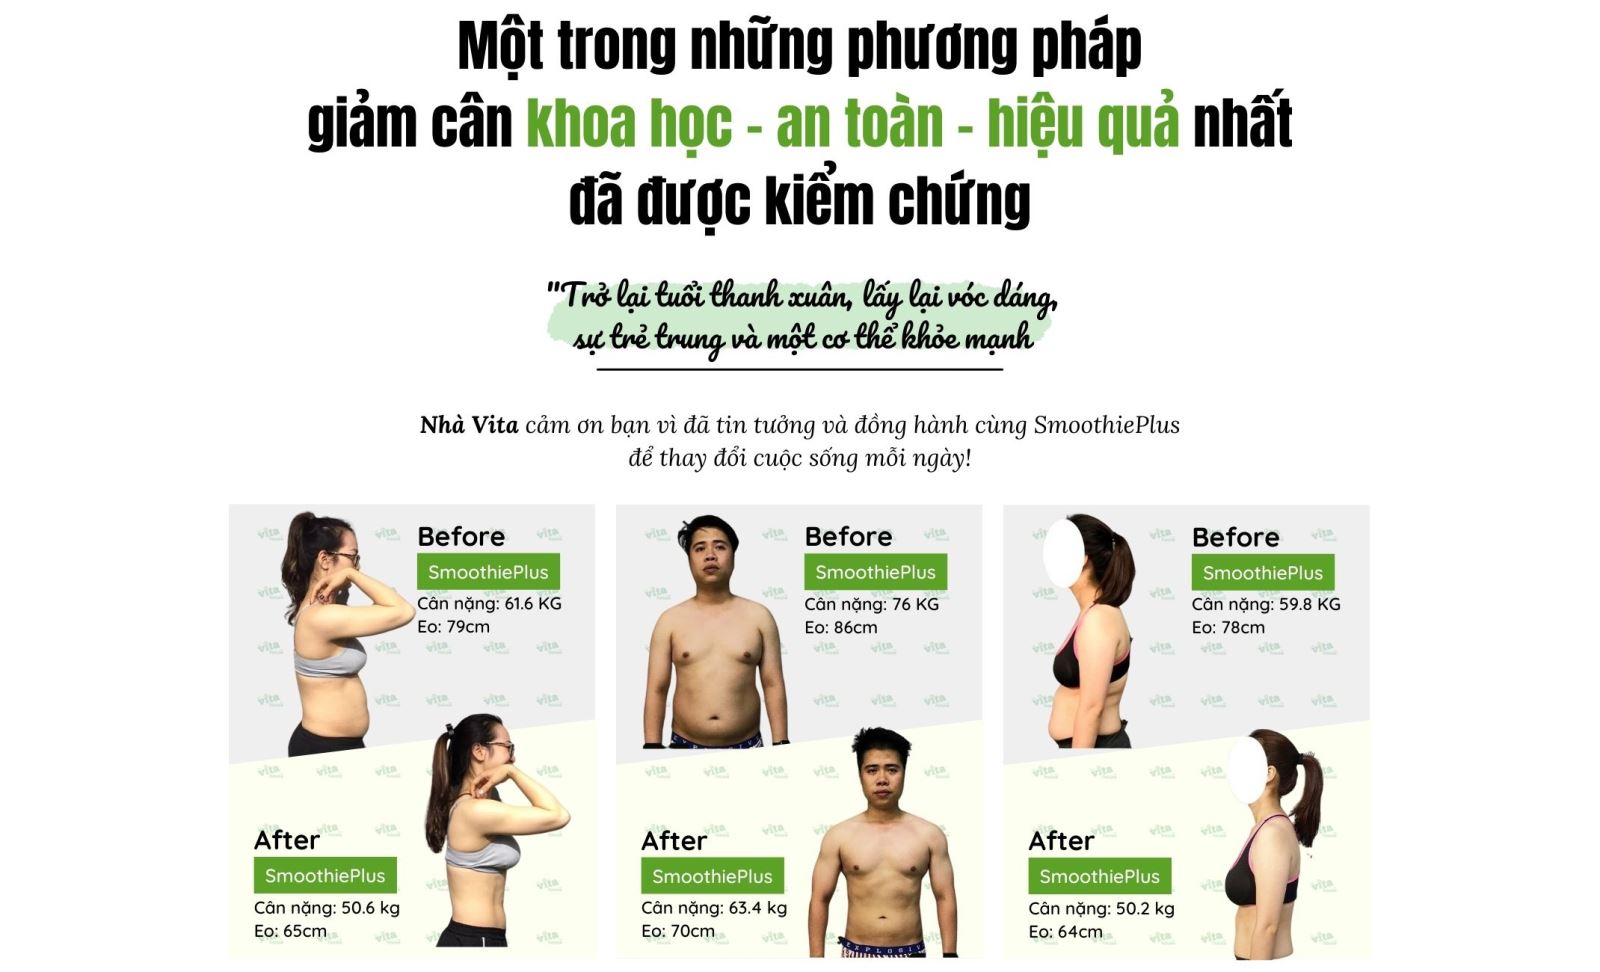 Một trong những phương pháp
giảm cân khoa học - an toàn - hiệu quả nhất
đã được kiểm chứng
"Trở lại tuổi thanh xuân, lấy lại vóc dáng,
sự trẻ trung và một cơ thể khỏe mạnh
Nhà Vita cảm ơn bạn vì đã tin tưởng và đồng hành cùng SmoothiePlus
để thay đổi cuộc sống mỗi ngày!
Before
SmoothiePlus
Cân nặng: 61.6 KG
Eo: 79cm
After
SmoothiePlus
Cân nặng: 50.6 kg
Eo: 65cm
Before
SmoothiePlus
Cân nặng: 76 KG
Eo: 86cm
After
SmoothiePlus
Cân nặng: 63.4 kg
Eo: 70cm
EXPLOSIV
Before
SmoothiePlus
Cân nặng: 59.8 KG
Eo: 78cm
After
SmoothiePlus
Cân nặng: 50.2 kg
Eo: 64cm
vita